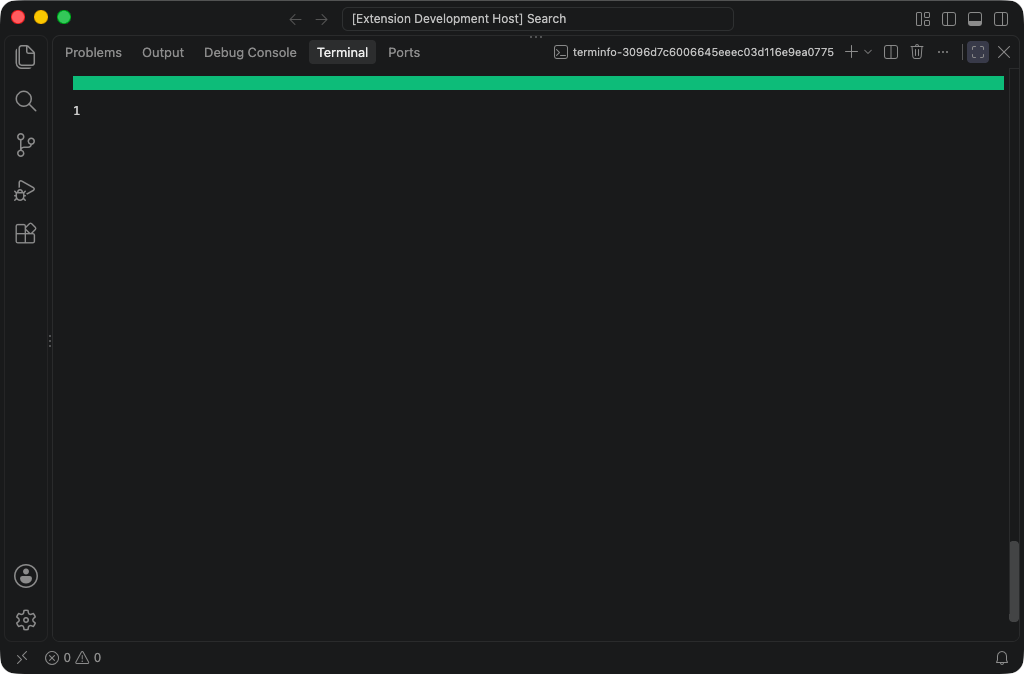 [Extension Development Host] Search
Problems Output Debug Console Terminal Ports terminfo-3096d7c6006645eeec03d116e9ea0775
1
0 0